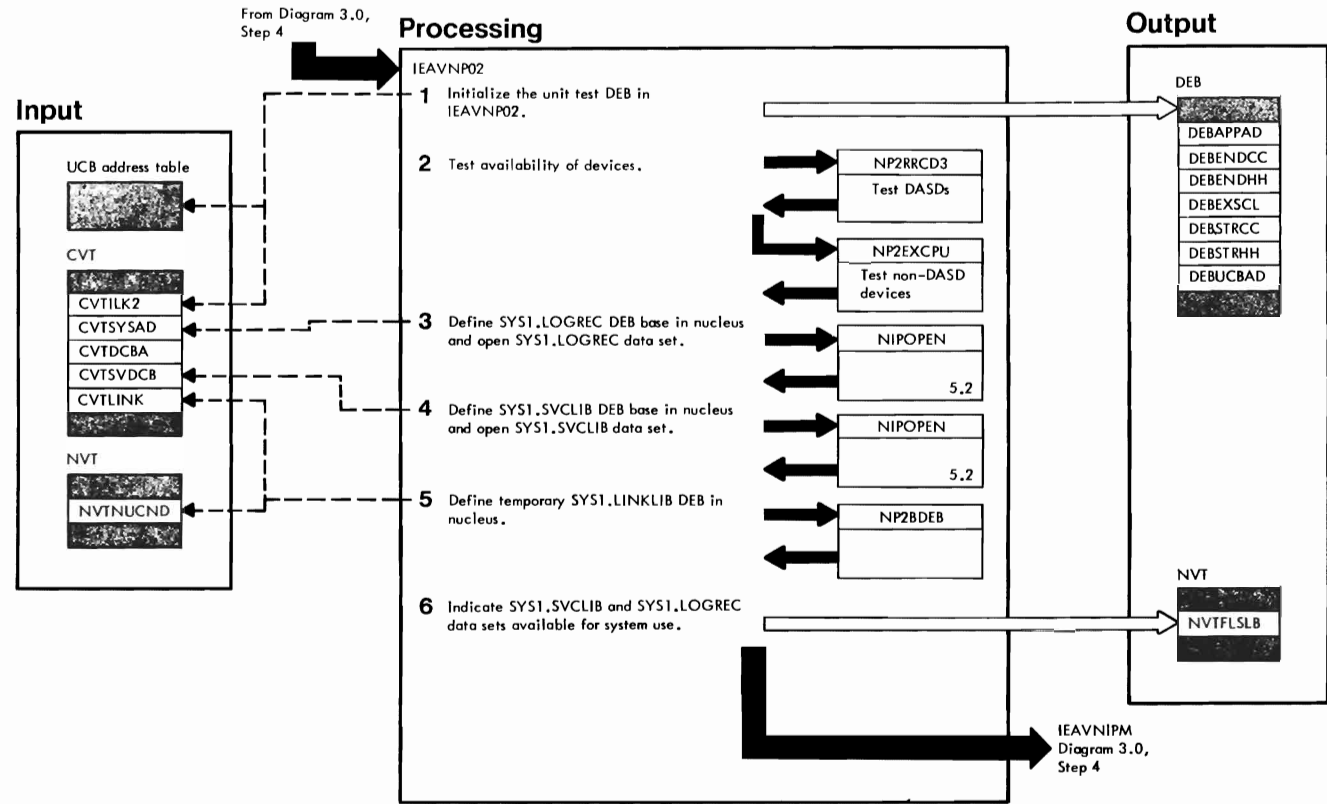 From Diagram 3.0,
Step 4
Input
UCB address table
CVT
CVTILK2
CVTSYSAD
CVTDCBA
CVTSVDCB
CVTLINK
NVT
NVTNUCND
Processing
IEAVNP02
1 Initialize the unit test DEB in
IEAVNP02.
2 Test availability of devices.
NP2RRCD3
Test DASDs
NP2EXCPU
Test non-DASD
devices
3 Define SYS1.LOGREC DEB base in nucleus
and open SYS1.LOGREC data set.
NIPOPEN
5.2
4 Define SYS1.SVCLIB DEB base in nucleus
and open SYS1.SVCLIB data set.
NIPOPEN
5.2
5 Define temporary SYS1.LINKLIB DEB in
nucleus.
NP2BDEB
6 Indicate SYS1.SVCLIB and SYS1.LOGREC
data sets available for system use.
Output
DEB
DEBAPPAD
DEBENDCC
DEBENDHH
DEBEXSCL
DEBSTRCC
DEBSTRHH
DEBUCBAD
NVT
NVTFLSLB
IEAVNIPM
Diagram 3.0,
Step 4